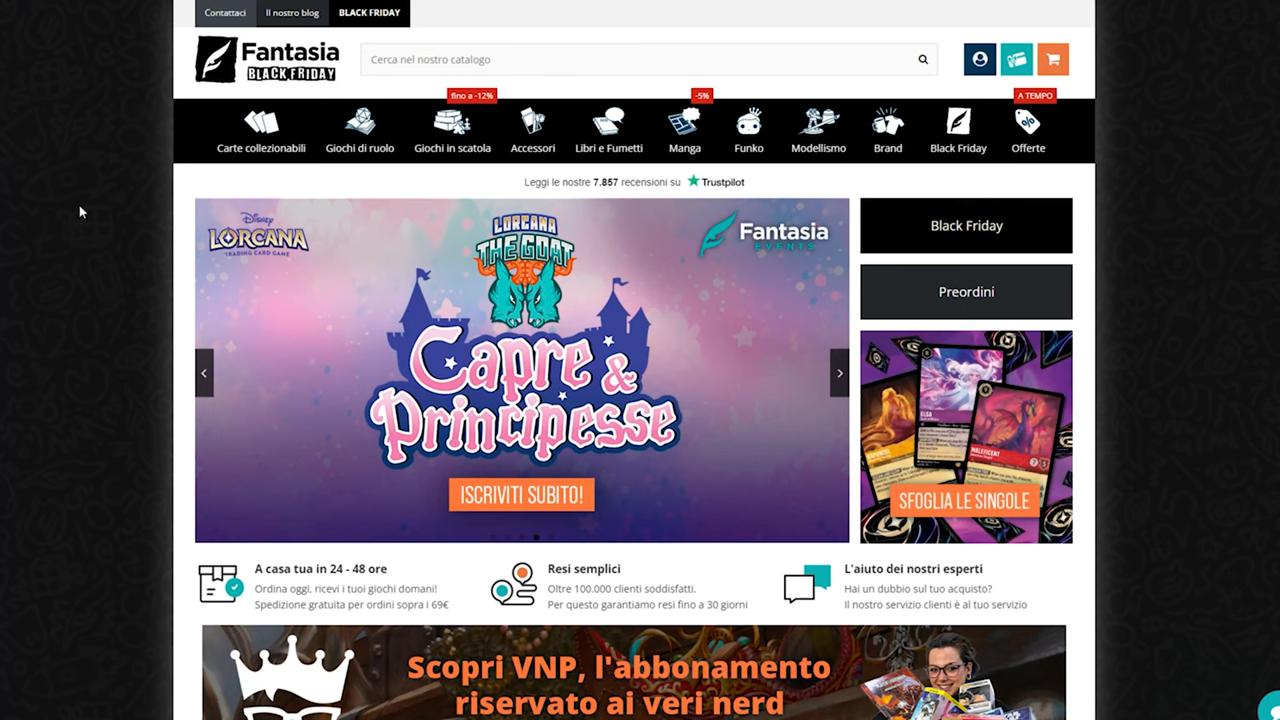 Contattaci
Il nostro blog
BLACK FRIDAY
Fantasia
BLACK FRIDAY
Cerca nel nostro catalogo
fino a -12%
-5%
A TEMPO
Carte collezionabili
Giochi di ruolo
Giochi in scatola
Accessori
Libri e Fumetti
Manga
Funko
Modellismo
Brand
Black Friday
Offerte
Leggi le nostre 7.857 recensioni su Trustpilot
Disney
LORCANA
TRADING CARD GAME
LORCANA
THE GOAT
Fantasia
EVENTS
Capre &
Principesse
ISCRIVITI SUBITO!
Black Friday
Preordini
ELSA
RAPUNZEL
MALEFICENT
SFOGLIA LE SINGOLE
A casa tua in 24 - 48 ore
Ordina oggi, ricevi i tuoi giochi domani!
Spedizione gratuita per ordini sopra i 69€
Resi semplici
Oltre 100.000 clienti soddisfatti.
Per questo garantiamo resi fino a 30 giorni
L'aiuto dei nostri esperti
Hai un dubbio sul tuo acquisto?
Il nostro servizio clienti è al tuo servizio
Scopri VNP, l'abbonamento
riservato ai veri nerd